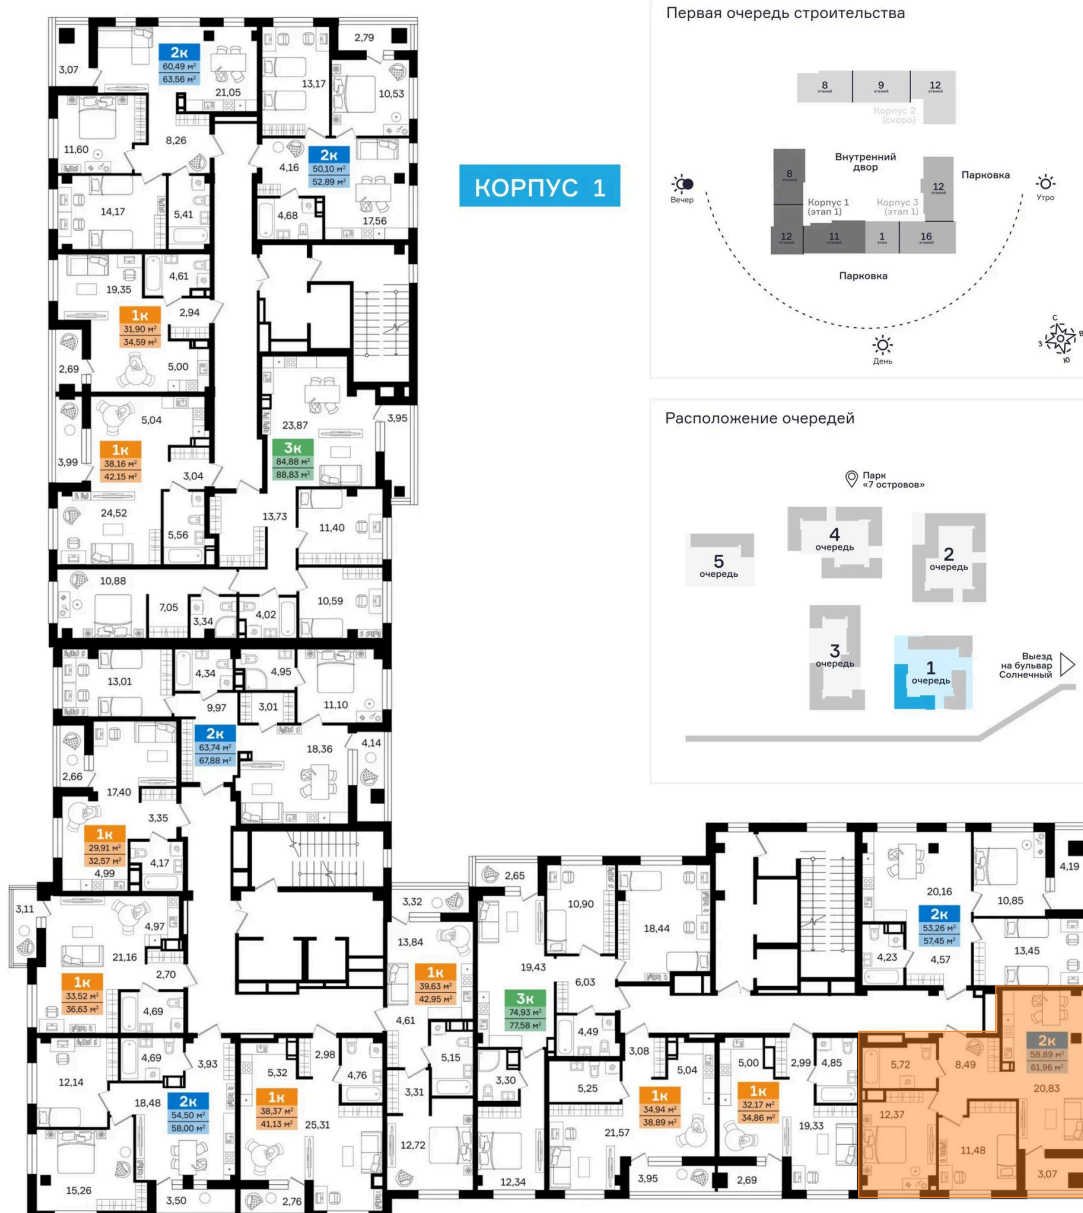 Первая очередь строительства
8
этажей
9
этажей
12
этажей
Корпус 2
(скоро)
Внутренний
двор
8
этажей
12
этажей
Парковка
Вечер
Утро
Корпус 1
(этап 1)
Корпус 3
(этап 1)
12
этажей
11
этажей
1
этаж
16
этажей
Парковка
День
С
В
Ю
З
КОРПУС 1
Расположение очередей
Парк
«7 островов»
5
очередь
4
очередь
2
очередь
3
очередь
1
очередь
Выезд
на бульвар
Солнечный
3,07
2к
60,49 м²
63,56 м²
21,05
13,17
2,79
10,53
11,60
8,26
4,16
2к
50,10 м²
52,89 м²
14,17
5,41
4,68
17,56
19,35
4,61
1к
31,90 м²
34,59 м²
2,94
2,69
5,00
5,04
3,99
1к
38,16 м²
42,15 м²
3,04
24,52
5,56
23,87
3,95
3к
84,88 м²
88,83 м²
13,73
11,40
10,88
7,05
3,34
4,02
10,59
13,01
4,34
4,95
9,97
3,01
11,10
2к
63,74 м²
67,88 м²
18,36
4,14
2,66
17,40
3,35
1к
29,91 м²
32,57 м²
4,99
4,17
3,11
4,97
21,16
2,70
1к
33,52 м²
36,63 м²
4,69
3,32
13,84
1к
39,63 м²
42,95 м²
4,61
2,65
10,90
18,44
19,43
6,03
3к
74,93 м²
77,58 м²
4,49
20,16
10,85
4,19
2к
53,26 м²
57,45 м²
4,23
4,57
13,45
12,14
4,69
3,93
18,48
2к
54,50 м²
58,00 м²
15,26
3,50
5,32
2,98
4,76
1к
38,37 м²
41,13 м²
25,31
2,76
5,15
3,31
12,72
3,30
12,34
5,25
3,08
5,04
1к
34,94 м²
38,89 м²
21,57
3,95
5,00
2,99
4,85
1к
32,17 м²
34,86 м²
19,33
2,69
5,72
8,49
2к
58,89 м²
61,96 м²
20,83
12,37
11,48
3,07